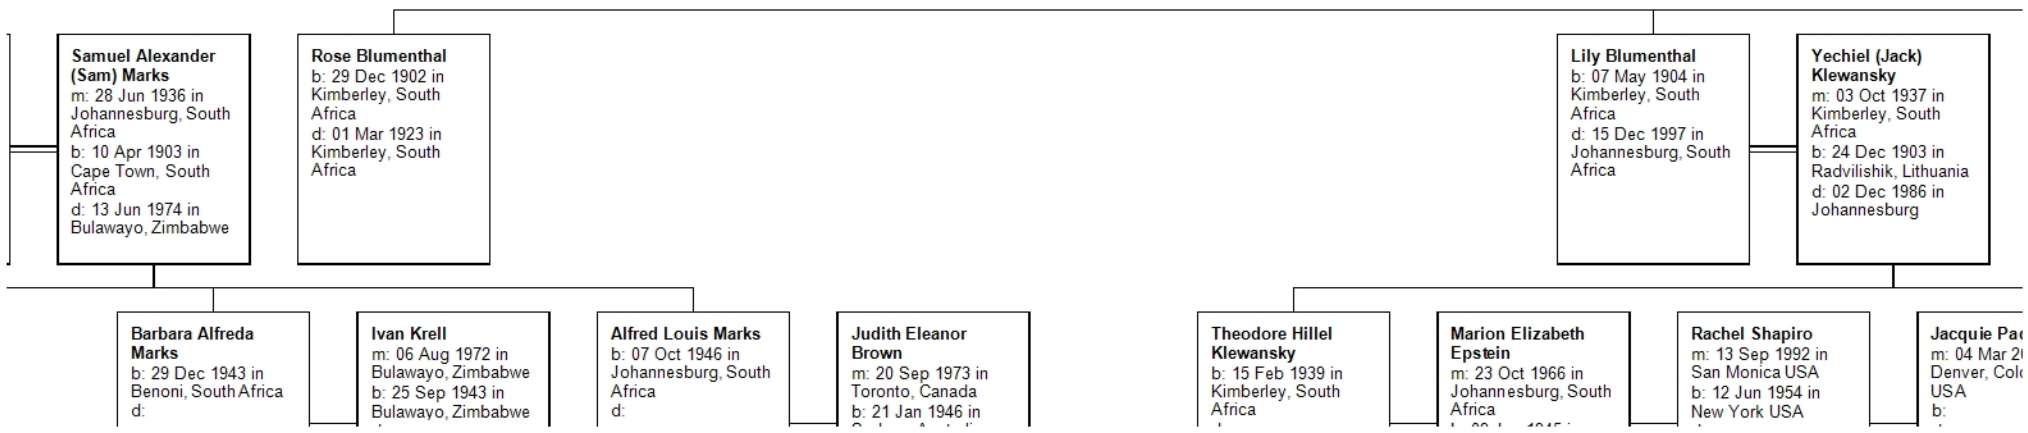 Samuel Alexander
(Sam) Marks
m: 28 Jun 1936 in
Johannesburg, South
Africa
b: 10 Apr 1903 in
Cape Town, South
Africa
d: 13 Jun 1974 in
Bulawayo, Zimbabwe
Rose Blumenthal
b: 29 Dec 1902 in
Kimberley, South
Africa
d: 01 Mar 1923 in
Kimberley, South
Africa
Lily Blumenthal
b: 07 May 1904 in
Kimberley, South
Africa
d: 15 Dec 1997 in
Johannesburg, South
Africa
Yechiel (Jack)
Klewansky
m: 03 Oct 1937 in
Kimberley, South
Africa
b: 24 Dec 1903 in
Radvilishik, Lithuania
d: 02 Dec 1986 in
Johannesburg
Barbara Alfreda
Marks
b: 29 Dec 1943 in
Benoni, South Africa
d:
Ivan Krell
m: 06 Aug 1972 in
Bulawayo, Zimbabwe
b: 25 Sep 1943 in
Bulawayo, Zimbabwe
Alfred Louis Marks
b: 07 Oct 1946 in
Johannesburg, South
Africa
d:
Judith Eleanor
Brown
m: 20 Sep 1973 in
Toronto, Canada
b: 21 Jan 1946 in
Theodore Hillel
Klewansky
b: 15 Feb 1939 in
Kimberley, South
Africa
Marion Elizabeth
Epstein
m: 23 Oct 1966 in
Johannesburg, South
Africa
Rachel Shapiro
m: 13 Sep 1992 in
San Monica USA
b: 12 Jun 1954 in
New York USA
Jacquie
m: 04 Mar
Denver,
USA
b: